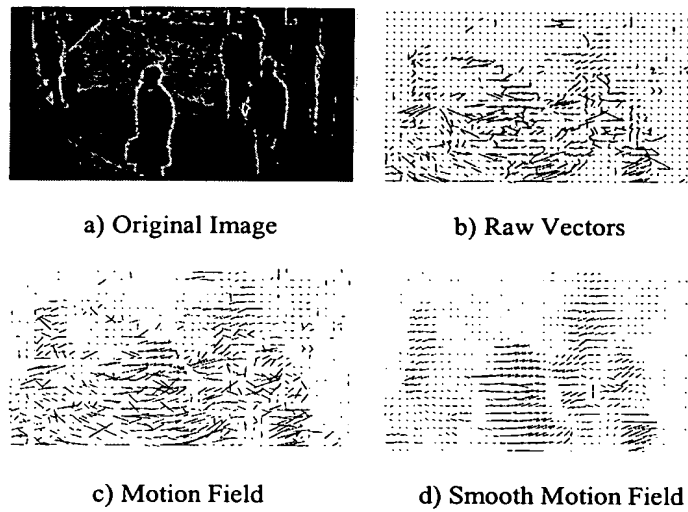 a) Original Image
b) Raw Vectors
c) Motion Field
d) Smooth Motion Field